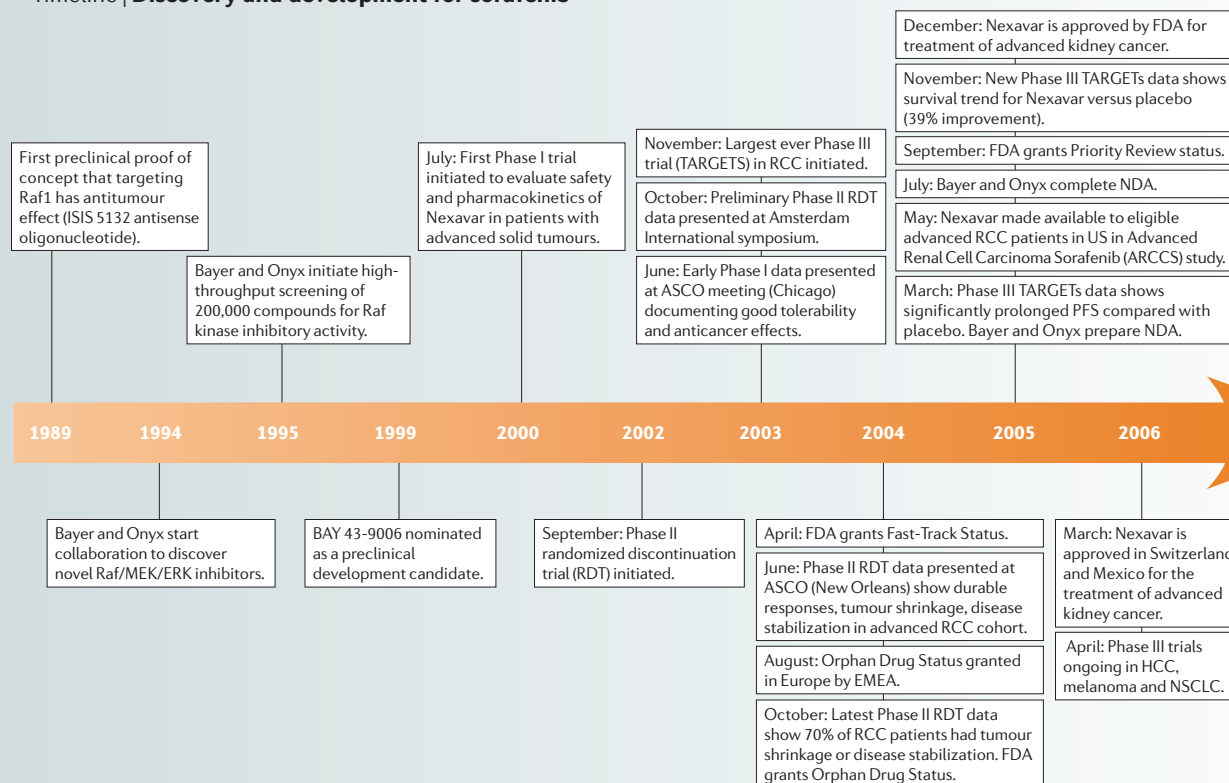 Timeline | Discovery and development for sorafenib
December: Nexavar is approved by FDA for
treatment of advanced kidney cancer.
November: New Phase III TARGETs data shows
survival trend for Nexavar versus placebo
(39% improvement).
September: FDA grants Priority Review status.
July: Bayer and Onyx complete NDA.
May: Nexavar made available to eligible
advanced RCC patients in US in Advanced
Renal Cell Carcinoma Sorafenib (ARCCS) study.
March: Phase III TARGETs data shows
significantly prolonged PFS compared with
placebo. Bayer and Onyx prepare NDA.
November: Largest ever Phase III
trial (TARGETS) in RCC initiated.
October: Preliminary Phase II RDT
data presented at Amsterdam
International symposium.
June: Early Phase I data presented
at ASCO meeting (Chicago)
documenting good tolerability
and anticancer effects.
July: First Phase I trial
initiated to evaluate safety
and pharmacokinetics of
Nexavar in patients with
advanced solid tumours.
First preclinical proof of
concept that targeting
Raf1 has antitumour
effect (ISIS 5132 antisense
oligonucleotide).
Bayer and Onyx initiate high-
throughput screening of
200,000 compounds for Raf
kinase inhibitory activity.
1989 1994 1995 1999 2000 2002 2003 2004 2005 2006
Bayer and Onyx start
collaboration to discover
novel Raf/MEK/ERK inhibitors.
BAY 43-9006 nominated
as a preclinical
development candidate.
September: Phase II
randomized discontinuation
trial (RDT) initiated.
April: FDA grants Fast-Track Status.
June: Phase II RDT data presented at
ASCO (New Orleans) show durable
responses, tumour shrinkage, disease
stabilization in advanced RCC cohort.
August: Orphan Drug Status granted
in Europe by EMEA.
October: Latest Phase II RDT data
show 70% of RCC patients had tumour
shrinkage or disease stabilization. FDA
grants Orphan Drug Status.
March: Nexavar is
approved in Switzerland
and Mexico for the
treatment of advanced
kidney cancer.
April: Phase III trials
ongoing in HCC,
melanoma and NSCLC.